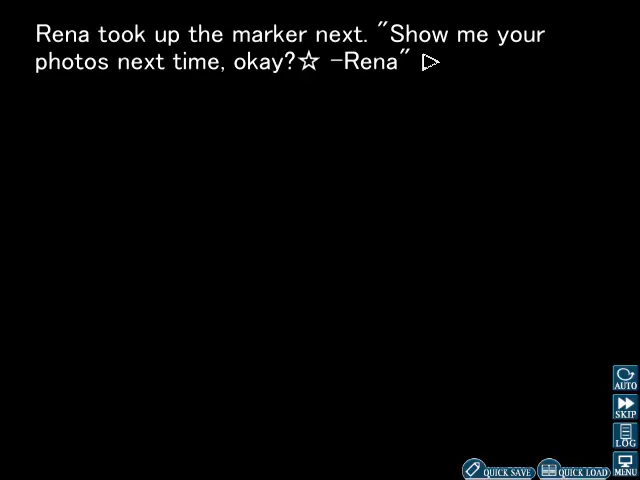 Rena took up the marker next. "Show me your
photos next time, okay?☆ -Rena" ▷
AUTO
SKIP
LOG
MENU
QUICK SAVE
QUICK LOAD